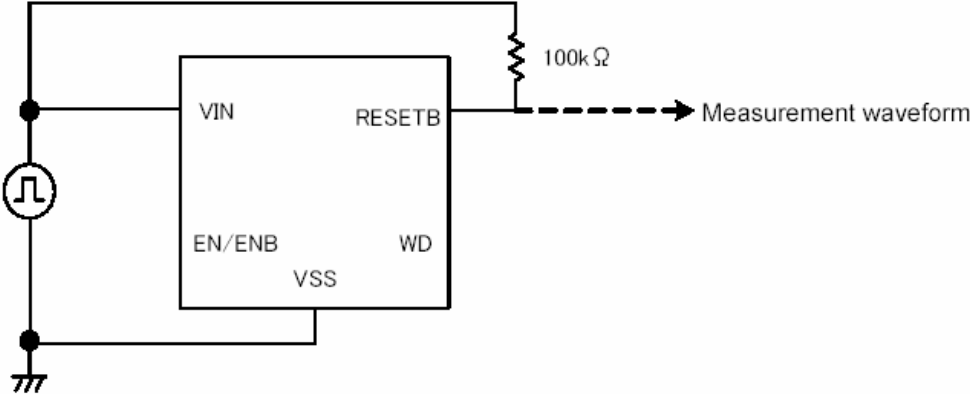 100kΩ
VIN
RESETB
Measurement waveform
EN/ENB
WD
VSS